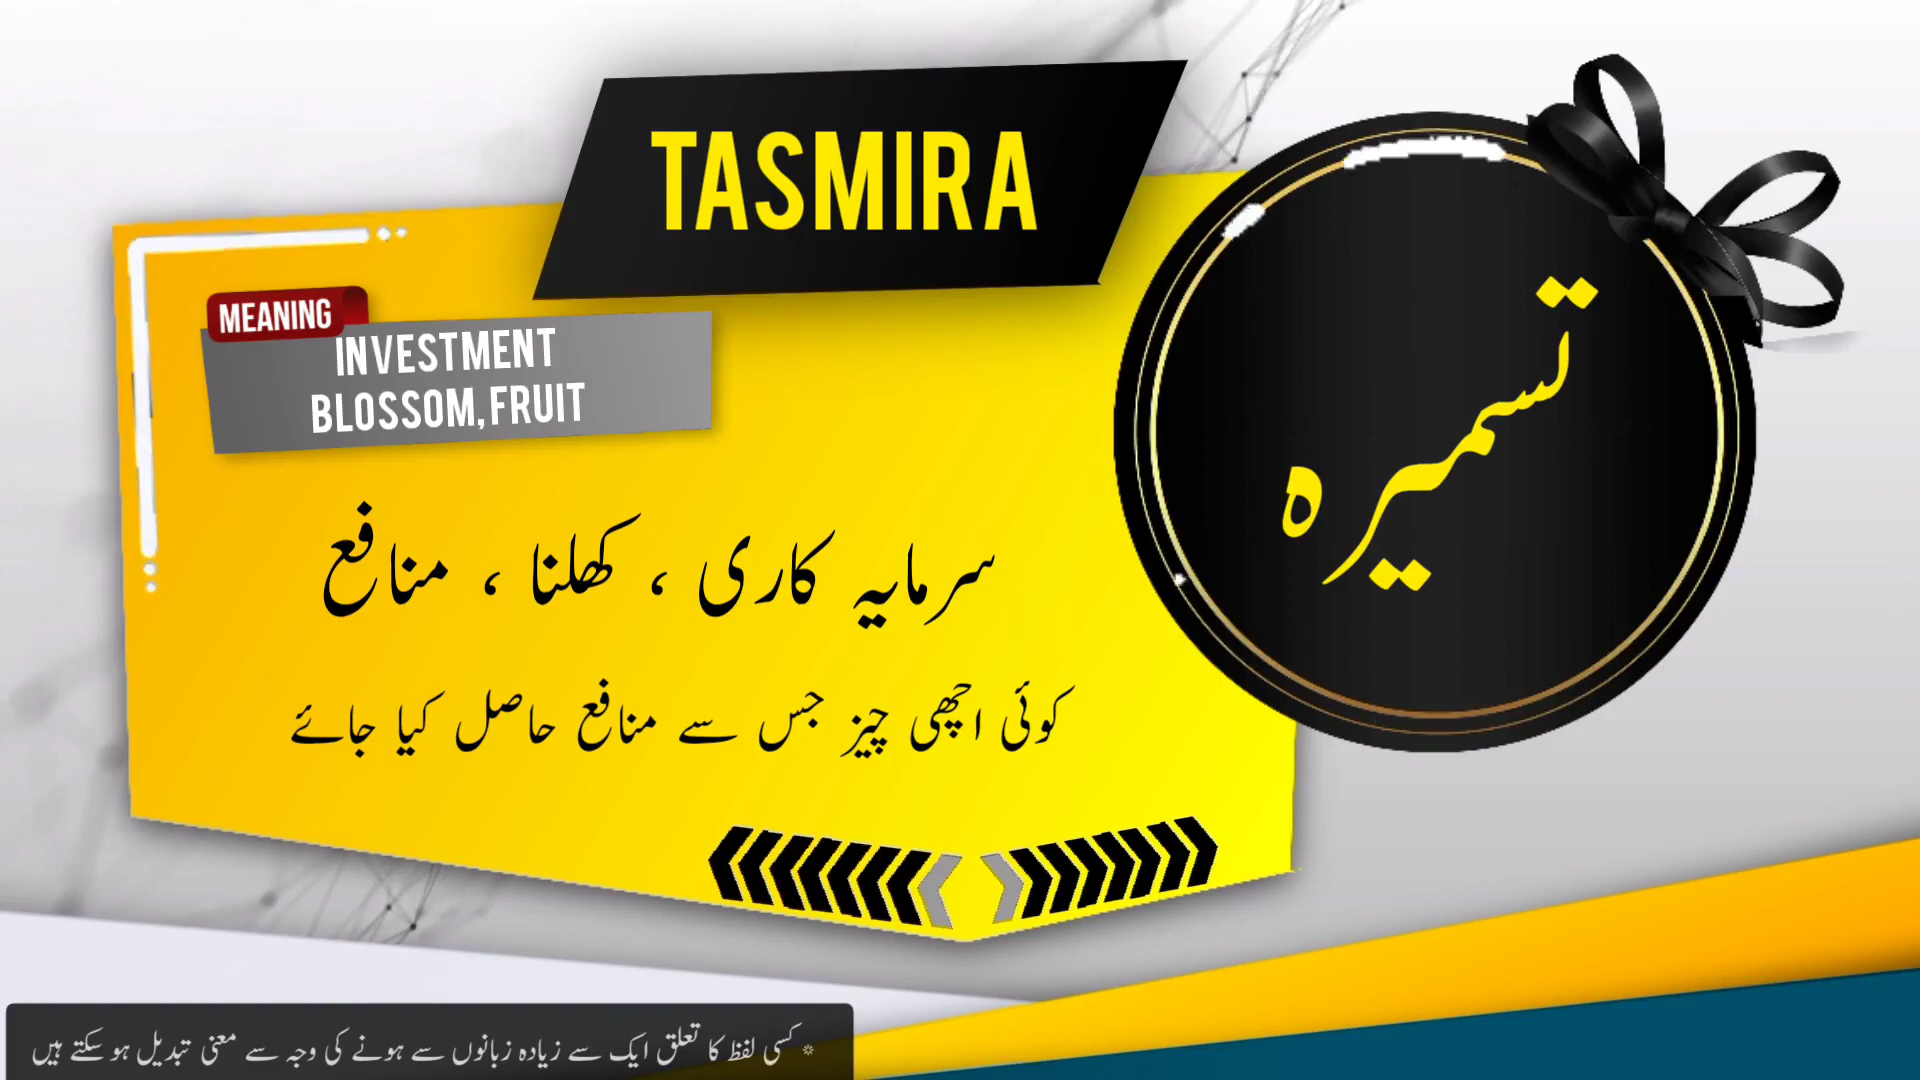 TASMIRA
تسمیرہ
MEANING
INVESTMENT
BLOSSOM, FRUIT
سرمایہ کاری ، کھلنا ، منافع
کوئی اچھی چیز جس سے منافع حاصل کیا جائے
* کسی لفظ کا تعلق ایک سے زیادہ زبانوں سے ہونے کی وجہ سے معنی تبدیل ہو سکتے ہیں